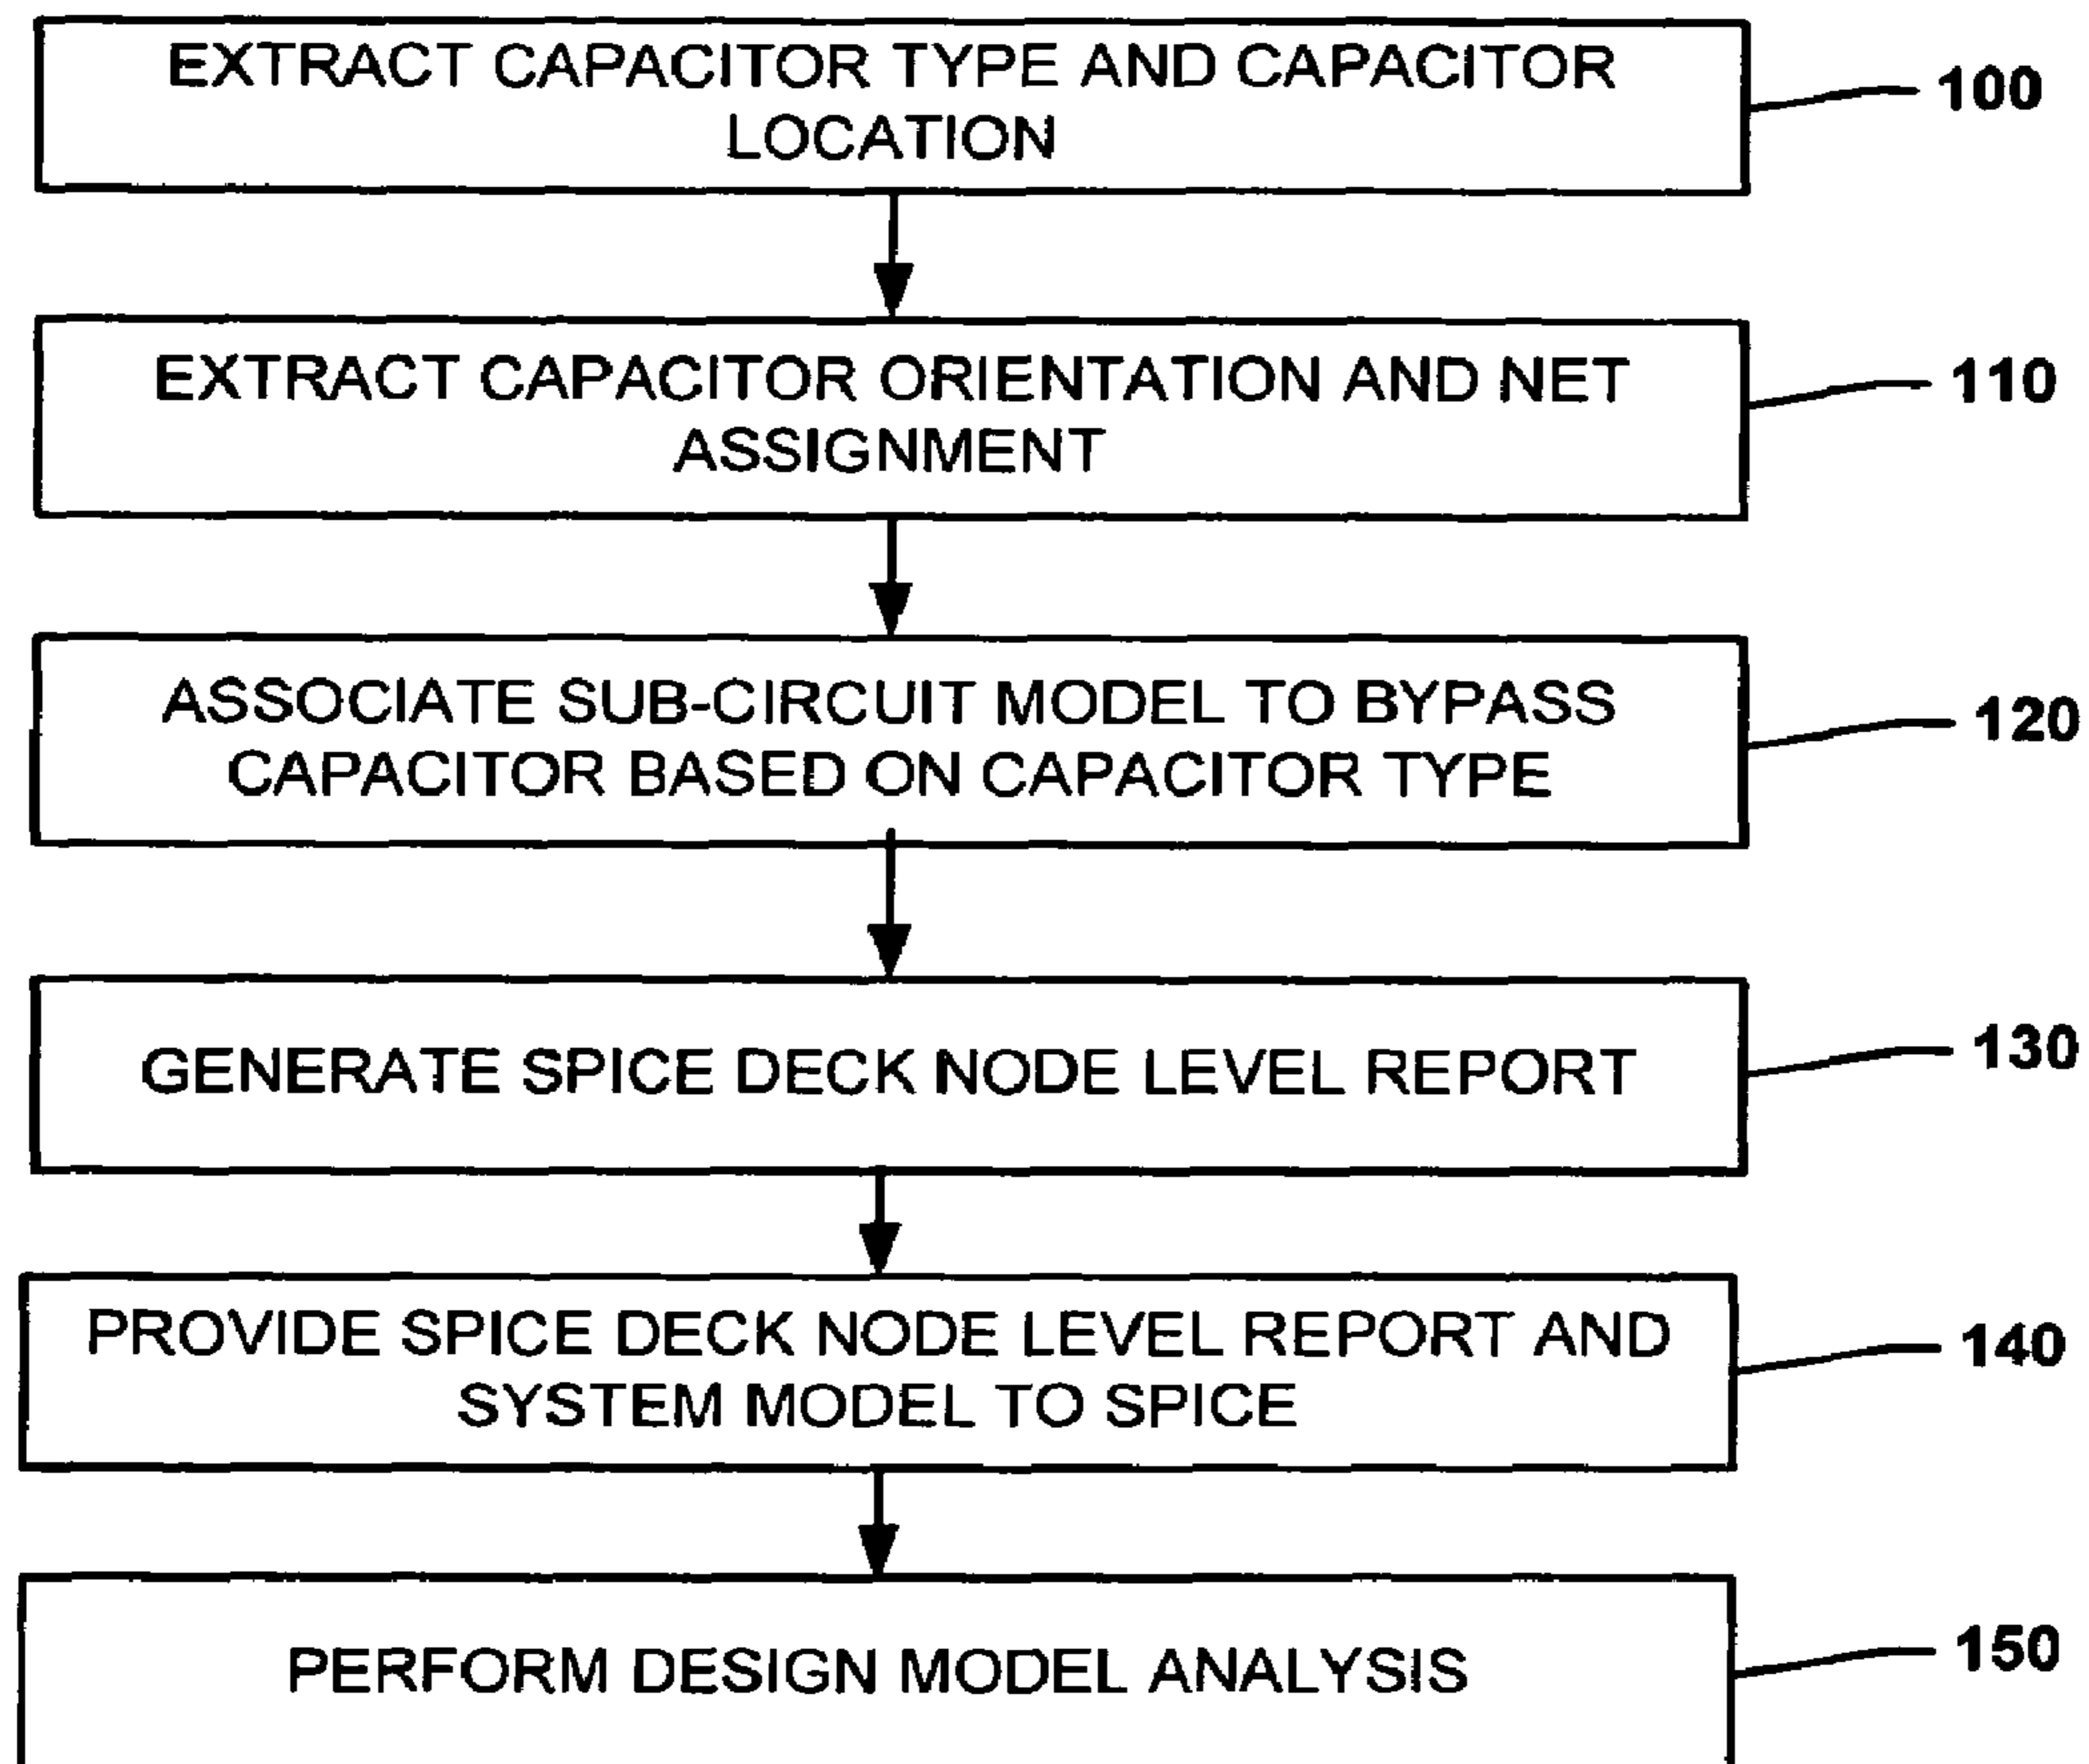 EXTRACT CAPACITOR TYPE AND CAPACITOR
LOCATION
100
EXTRACT CAPACITOR ORIENTATION AND NET
ASSIGNMENT
110
ASSOCIATE SUB-CIRCUIT MODEL TO BYPASS
CAPACITOR BASED ON CAPACITOR TYPE
120
GENERATE SPICE DECK NODE LEVEL REPORT
130
PROVIDE SPICE DECK NODE LEVEL REPORT AND
SYSTEM MODEL TO SPICE
140
PERFORM DESIGN MODEL ANALYSIS
150